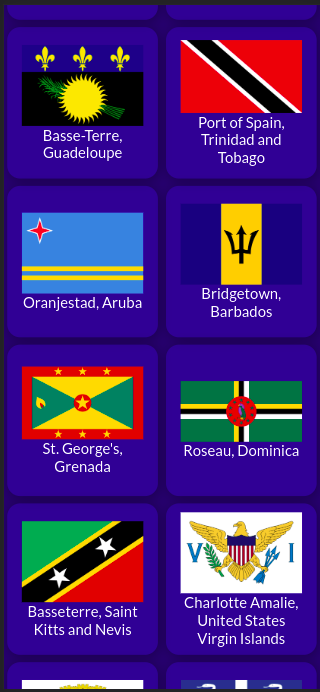 Basse-Terre,
Guadeloupe
Port of Spain,
Trinidad and
Tobago
Oranjestad, Aruba
Bridgetown,
Barbados
St. George's,
Grenada
Roseau, Dominica
Basseterre, Saint
Kitts and Nevis
V I
Charlotte Amalie,
United States
Virgin Islands